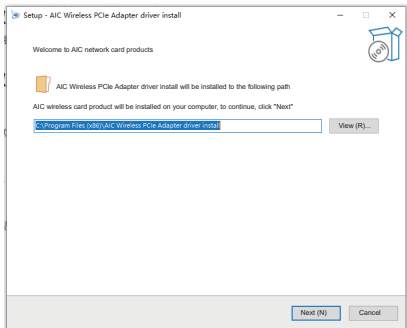 Setup - AIC Wireless PCIe Adapter driver install
Welcome to AIC network card products
AIC Wireless PCIe Adapter driver install will be installed to the following path
AIC wireless card product will be installed on your computer, to continue, click "Next"
C:\Program Files (x86)\AIC Wireless PCIe Adapter driver install
View (R)...
Next (N)
Cancel